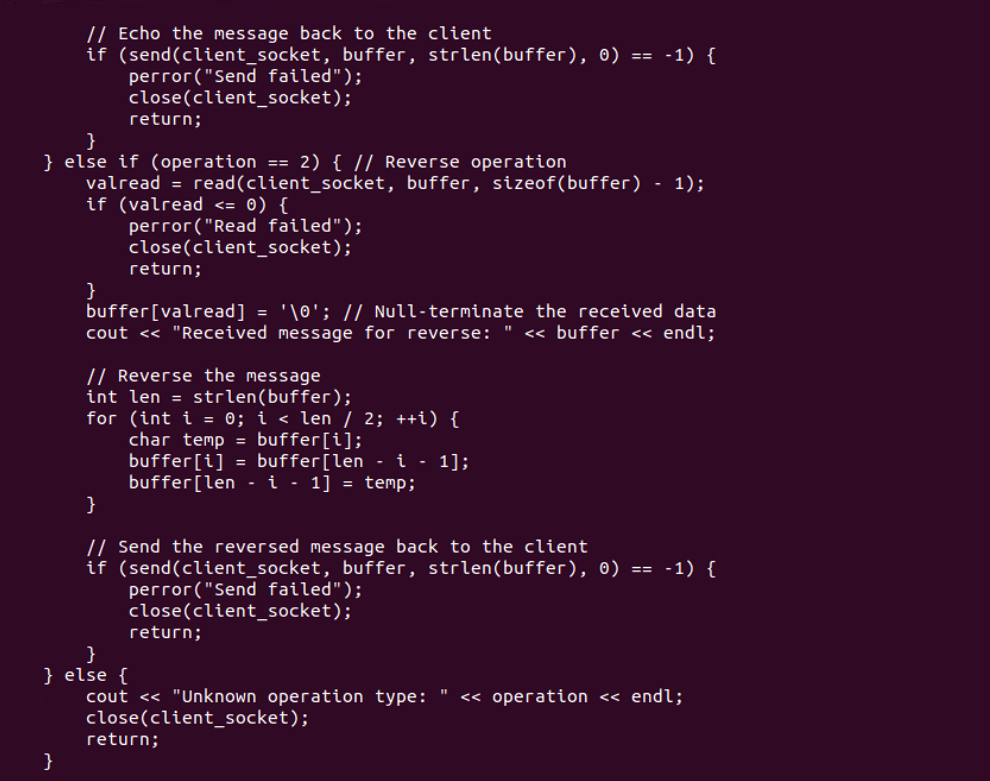 // Echo the message back to the client
        if (send(client_socket, buffer, strlen(buffer), 0) == -1) {
            perror("Send failed");
            close(client_socket);
            return;
        }
    } else if (operation == 2) { // Reverse operation
        valread = read(client_socket, buffer, sizeof(buffer) - 1);
        if (valread <= 0) {
            perror("Read failed");
            close(client_socket);
            return;
        }
        buffer[valread] = '\0'; // Null-terminate the received data
        cout << "Received message for reverse: " << buffer << endl;

        // Reverse the message
        int len = strlen(buffer);
        for (int i = 0; i < len / 2; ++i) {
            char temp = buffer[i];
            buffer[i] = buffer[len - i - 1];
            buffer[len - i - 1] = temp;
        }

        // Send the reversed message back to the client
        if (send(client_socket, buffer, strlen(buffer), 0) == -1) {
            perror("Send failed");
            close(client_socket);
            return;
        }
    } else {
        cout << "Unknown operation type: " << operation << endl;
        close(client_socket);
        return;
    }